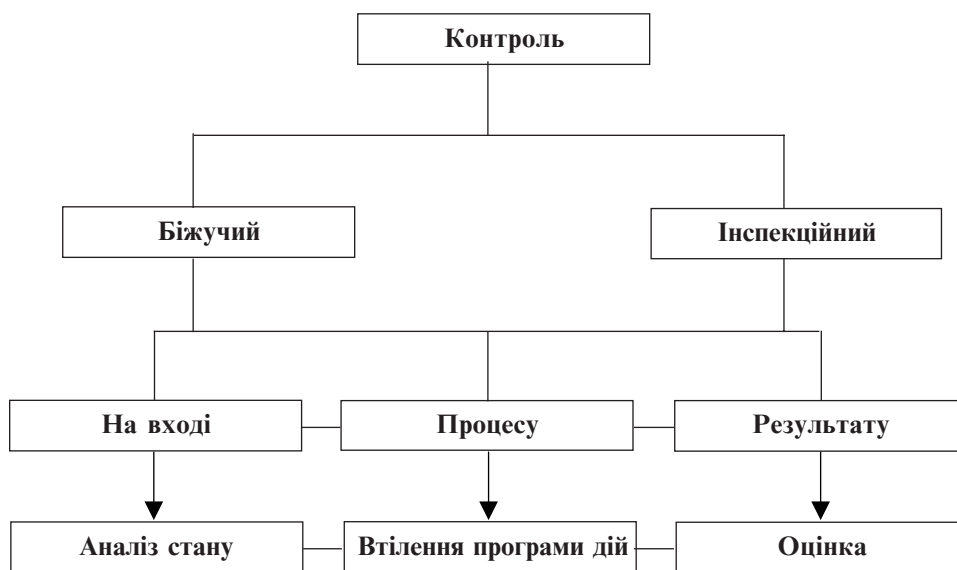 Контроль
Біжучий
Інспекційний
На вході
Процесу
Результату
Аналіз стану
Втілення програми дій
Оцінка